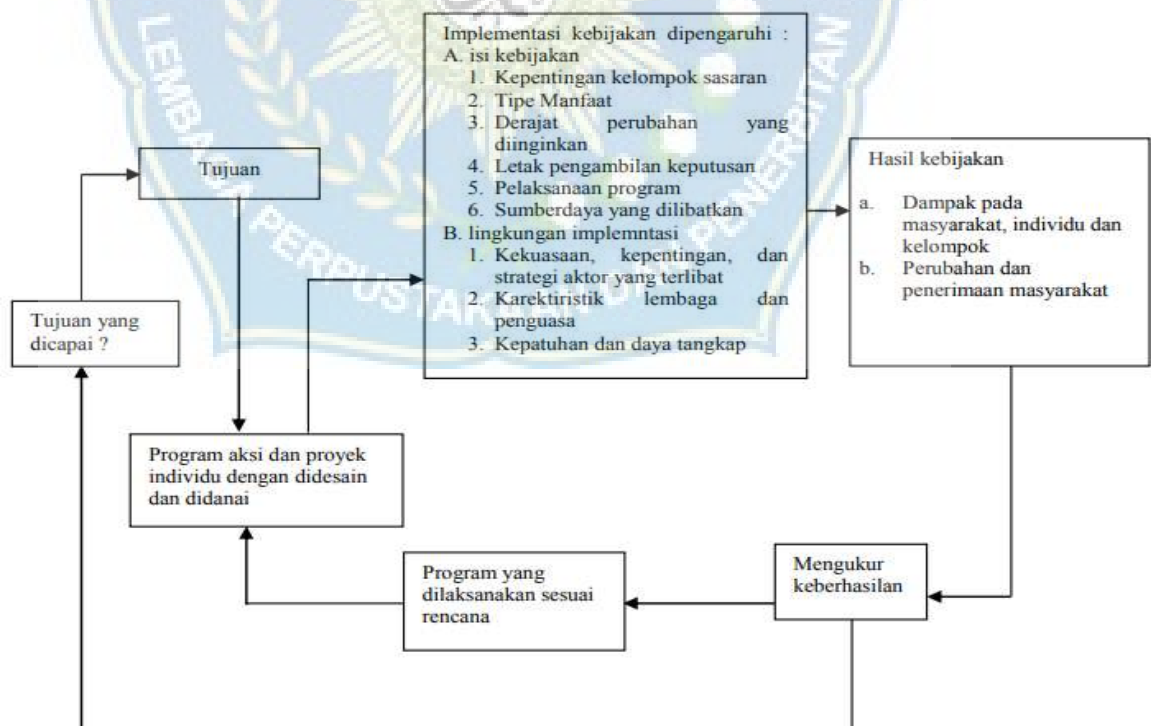 Implementasi kebijakan dipengaruhi :
A. isi kebijakan
1. Kepentingan kelompok sasaran
2. Tipe Manfaat
3. Derajat perubahan yang
diinginkan
4. Letak pengambilan keputusan
5. Pelaksanaan program
6. Sumberdaya yang dilibatkan
B. lingkungan implemntasi
1. Kekuasaan, kepentingan, dan
strategi aktor yang terlibat
2. Karektiristik lembaga dan
penguasa
3. Kepatuhan dan daya tangkap
Tujuan
Hasil kebijakan
a. Dampak pada
masyarakat, individu dan
kelompok
b. Perubahan dan
penerimaan masyarakat
Tujuan yang
dicapai ?
Program aksi dan proyek
individu dengan didesain
dan didanai
Program yang
dilaksanakan sesuai
rencana
Mengukur
keberhasilan
LEMBAGA PERPUSTAKAAN DAN PENERBITAN